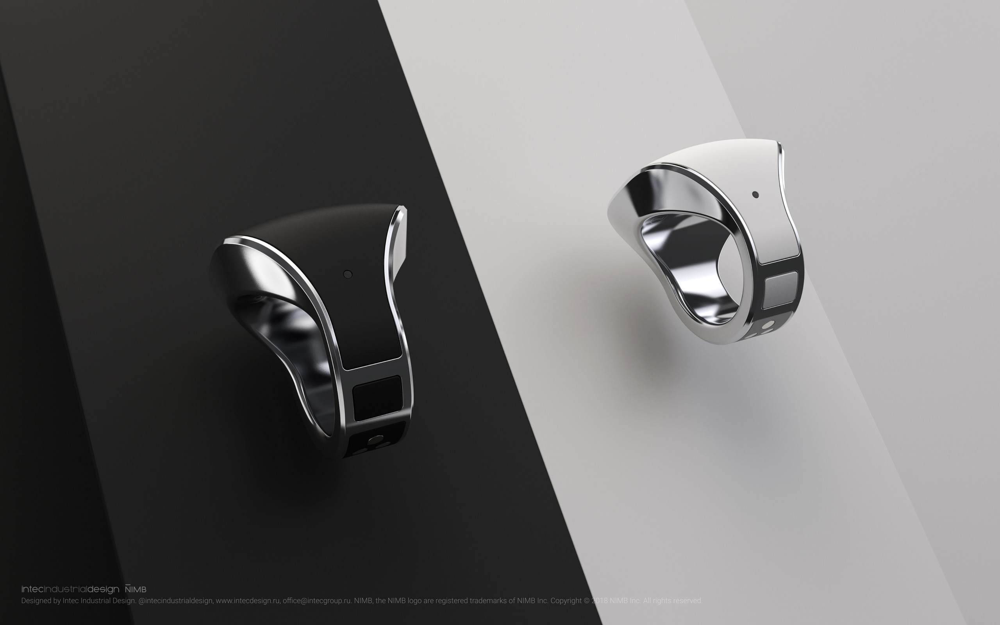 intecindustrialdesign NIMB
Designed by Intec Industrial Design. @intecindustrialdesign, www.intecdesign.ru, office@intecgroup.ru. NIMB, the NIMB logo are registered trademarks of NIMB Inc. Copyright © 2018 NIMB Inc. All rights reserved.